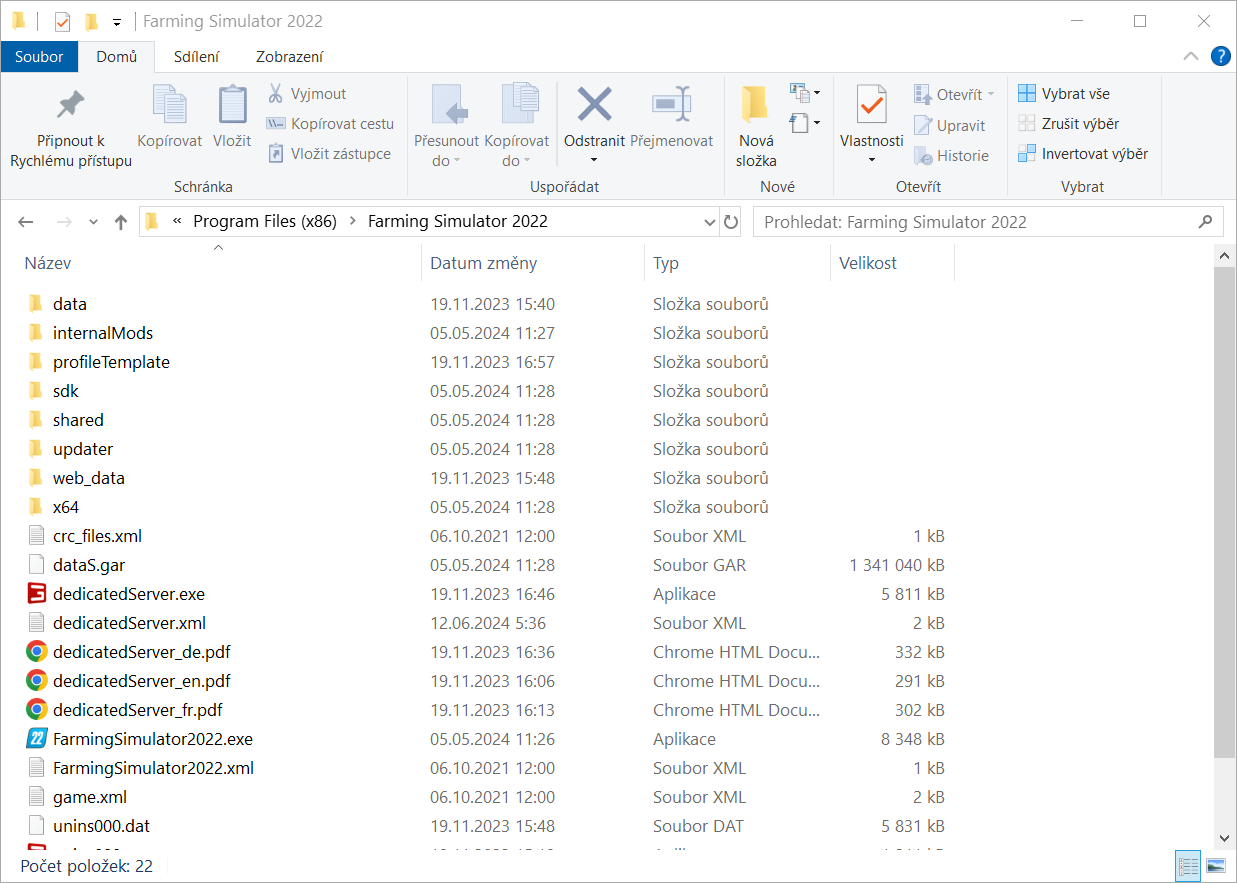 Farming Simulator 2022
Soubor Domů Sdílení Zobrazení
Připnout k Rychlému přístupu
Kopírovat
Vložit
Vyjmout
Kopírovat cestu
Vložit zástupce
Schránka
Přesunout do
Kopírovat do
Odstranit
Přejmenovat
Uspořádat
Nová složka
Nové
Vlastnosti
Otevřít
Upravit
Historie
Otevřít
Vybrat vše
Zrušit výběr
Invertovat výběr
Vybrat
« Program Files (x86) > Farming Simulator 2022
Prohledat: Farming Simulator 2022
Název Datum změny Typ Velikost
data 19.11.2023 15:40 Složka souborů
internalMods 05.05.2024 11:27 Složka souborů
profileTemplate 19.11.2023 16:57 Složka souborů
sdk 05.05.2024 11:28 Složka souborů
shared 05.05.2024 11:28 Složka souborů
updater 05.05.2024 11:28 Složka souborů
web_data 19.11.2023 15:48 Složka souborů
x64 05.05.2024 11:28 Složka souborů
crc_files.xml 06.10.2021 12:00 Soubor XML 1 kB
dataS.gar 05.05.2024 11:28 Soubor GAR 1 341 040 kB
dedicatedServer.exe 19.11.2023 16:46 Aplikace 5 811 kB
dedicatedServer.xml 12.06.2024 5:36 Soubor XML 2 kB
dedicatedServer_de.pdf 19.11.2023 16:36 Chrome HTML Docu... 332 kB
dedicatedServer_en.pdf 19.11.2023 16:06 Chrome HTML Docu... 291 kB
dedicatedServer_fr.pdf 19.11.2023 16:13 Chrome HTML Docu... 302 kB
22 FarmingSimulator2022.exe 05.05.2024 11:26 Aplikace 8 348 kB
FarmingSimulator2022.xml 06.10.2021 12:00 Soubor XML 1 kB
game.xml 06.10.2021 12:00 Soubor XML 2 kB
unins000.dat 19.11.2023 15:48 Soubor DAT 5 831 kB
Počet položek: 22